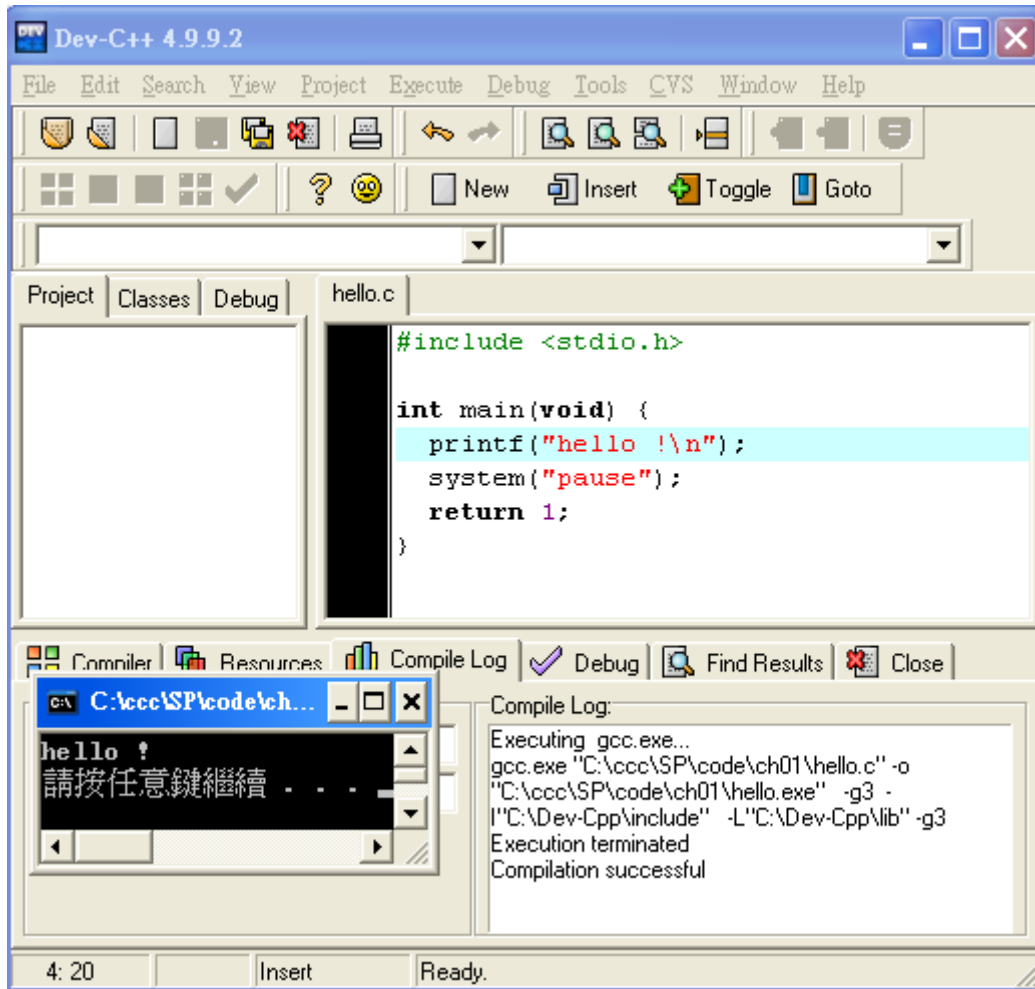 Dev-C++ 4.9.9.2
File Edit Search View Project Execute Debug Tools CVS Window Help
New Insert Toggle Goto
Project Classes Debug
hello.c
#include <stdio.h>
int main(void) {
printf("hello !\n");
system("pause");
return 1;
}
Compiler Resources Compile Log Debug Find Results Close
C:\ccc\SP\code\ch...
hello !
請按任意鍵繼續 . . .
Compile Log:
Executing gcc.exe...
gcc.exe "C:\ccc\SP\code\ch01\hello.c" -o
"C:\ccc\SP\code\ch01\hello.exe" -g3 -
I"C:\Dev-Cpp\include" -L"C:\Dev-Cpp\lib" -g3
Execution terminated
Compilation successful
4: 20 Insert Ready.